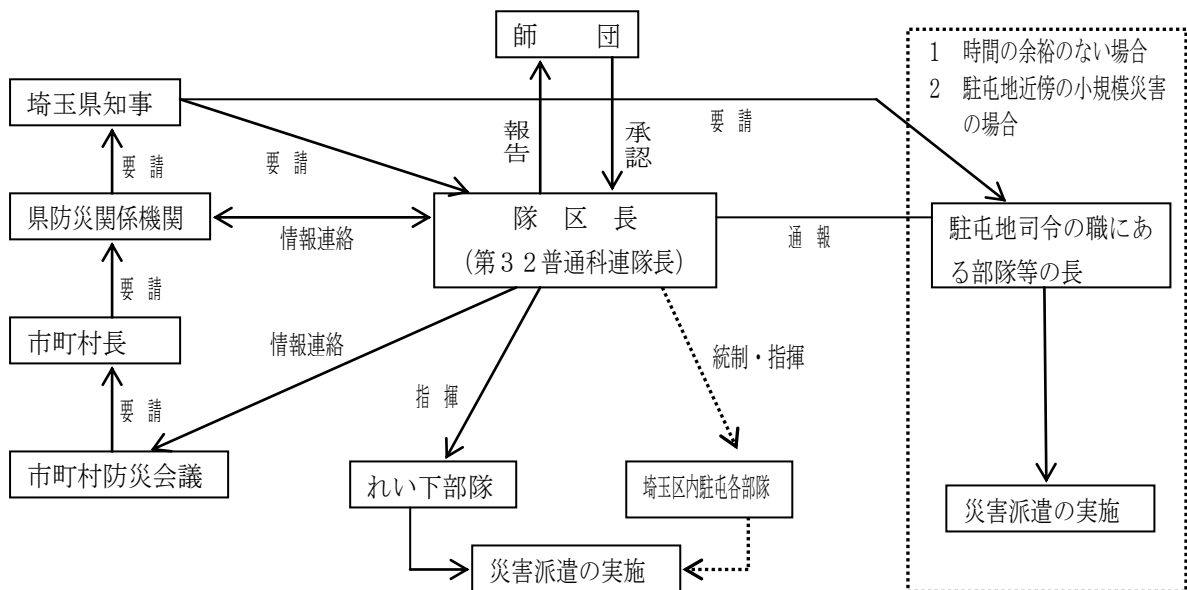 師 団
1 時間の余裕のない場合
2 駐屯地近傍の小規模災害
の場合
埼玉県知事
要 請
報告
承認
要 請
要 請
県防災関係機関
情報連絡
隊 区 長
(第32普通科連隊長)
通 報
駐屯地司令の職にあ
る部隊等の長
要 請
市町村長
情報連絡
統制・指揮
指 揮
要 請
市町村防災会議
れい下部隊
埼玉区内駐屯各部隊
災害派遣の実施
災害派遣の実施